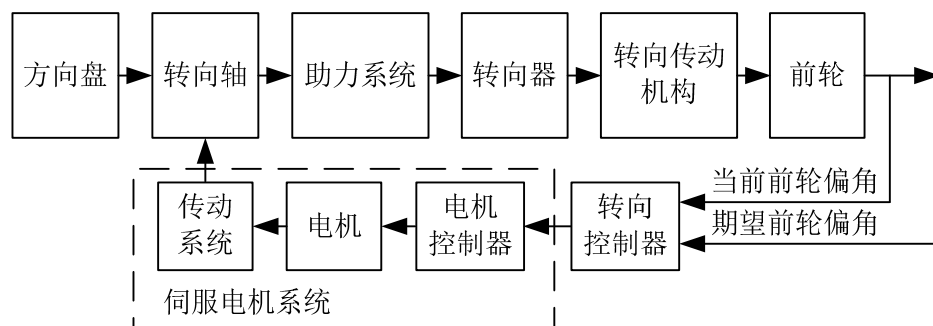 方向盘
转向轴
助力系统
转向器
转向传动
机构
前轮
当前前轮偏角
期望前轮偏角
传动
系统
电机
电机
控制器
转向
控制器
伺服电机系统